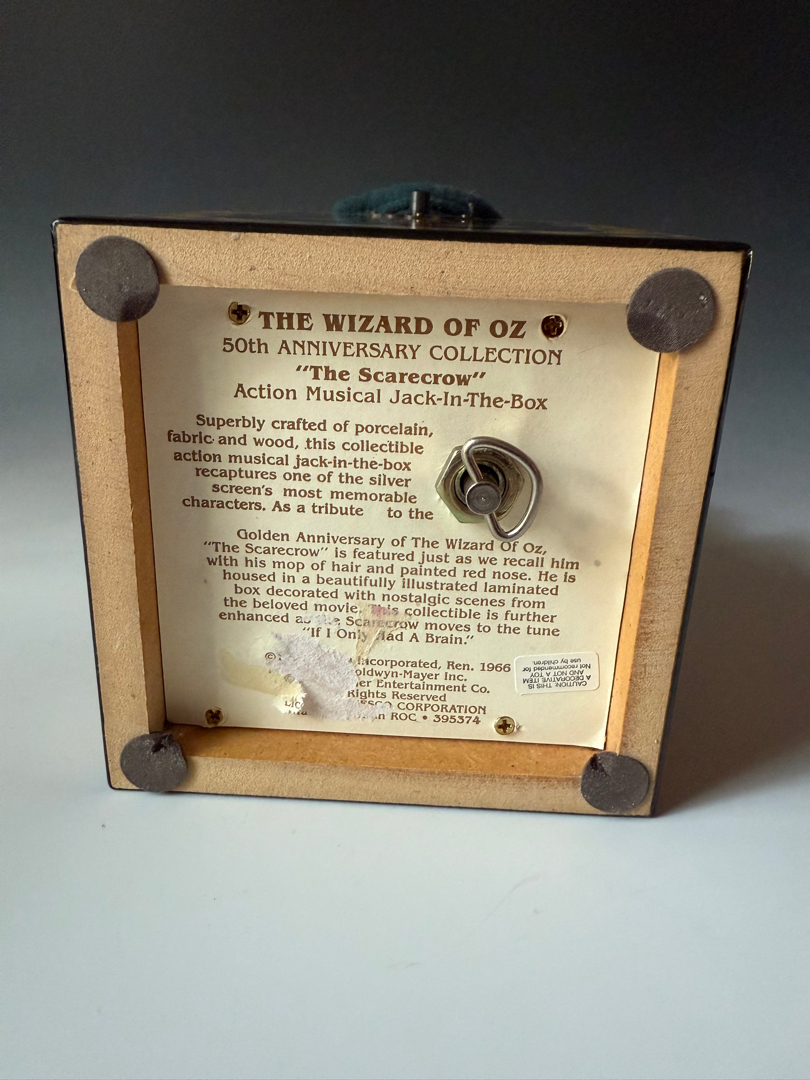 THE WIZARD OF OZ
50th ANNIVERSARY COLLECTION
"The Scarecrow"
Action Musical Jack-In-The-Box
Superbly crafted of porcelain,
fabric and wood, this collectible
action musical jack-in-the-box
recaptures one of the silver
screen's most memorable
characters. As a tribute to the
Golden Anniversary of The Wizard Of Oz,
"The Scarecrow" is featured just as we recall him
with his mop of hair and painted red nose. He is
housed in a beautifully illustrated laminated
box decorated with nostalgic scenes from
the beloved movie. This collectible is further
enhanced as the Scarecrow moves to the tune
"If I Only Had A Brain."
© Incorporated, Ren. 1966
Inc.
Entertainment Co.
Rights Reserved
CORPORATION
ROC • 395374
CAUTION: THIS IS
A DECORATIVE ITEM
AND NOT A TOY
Not recommended for
use by children.